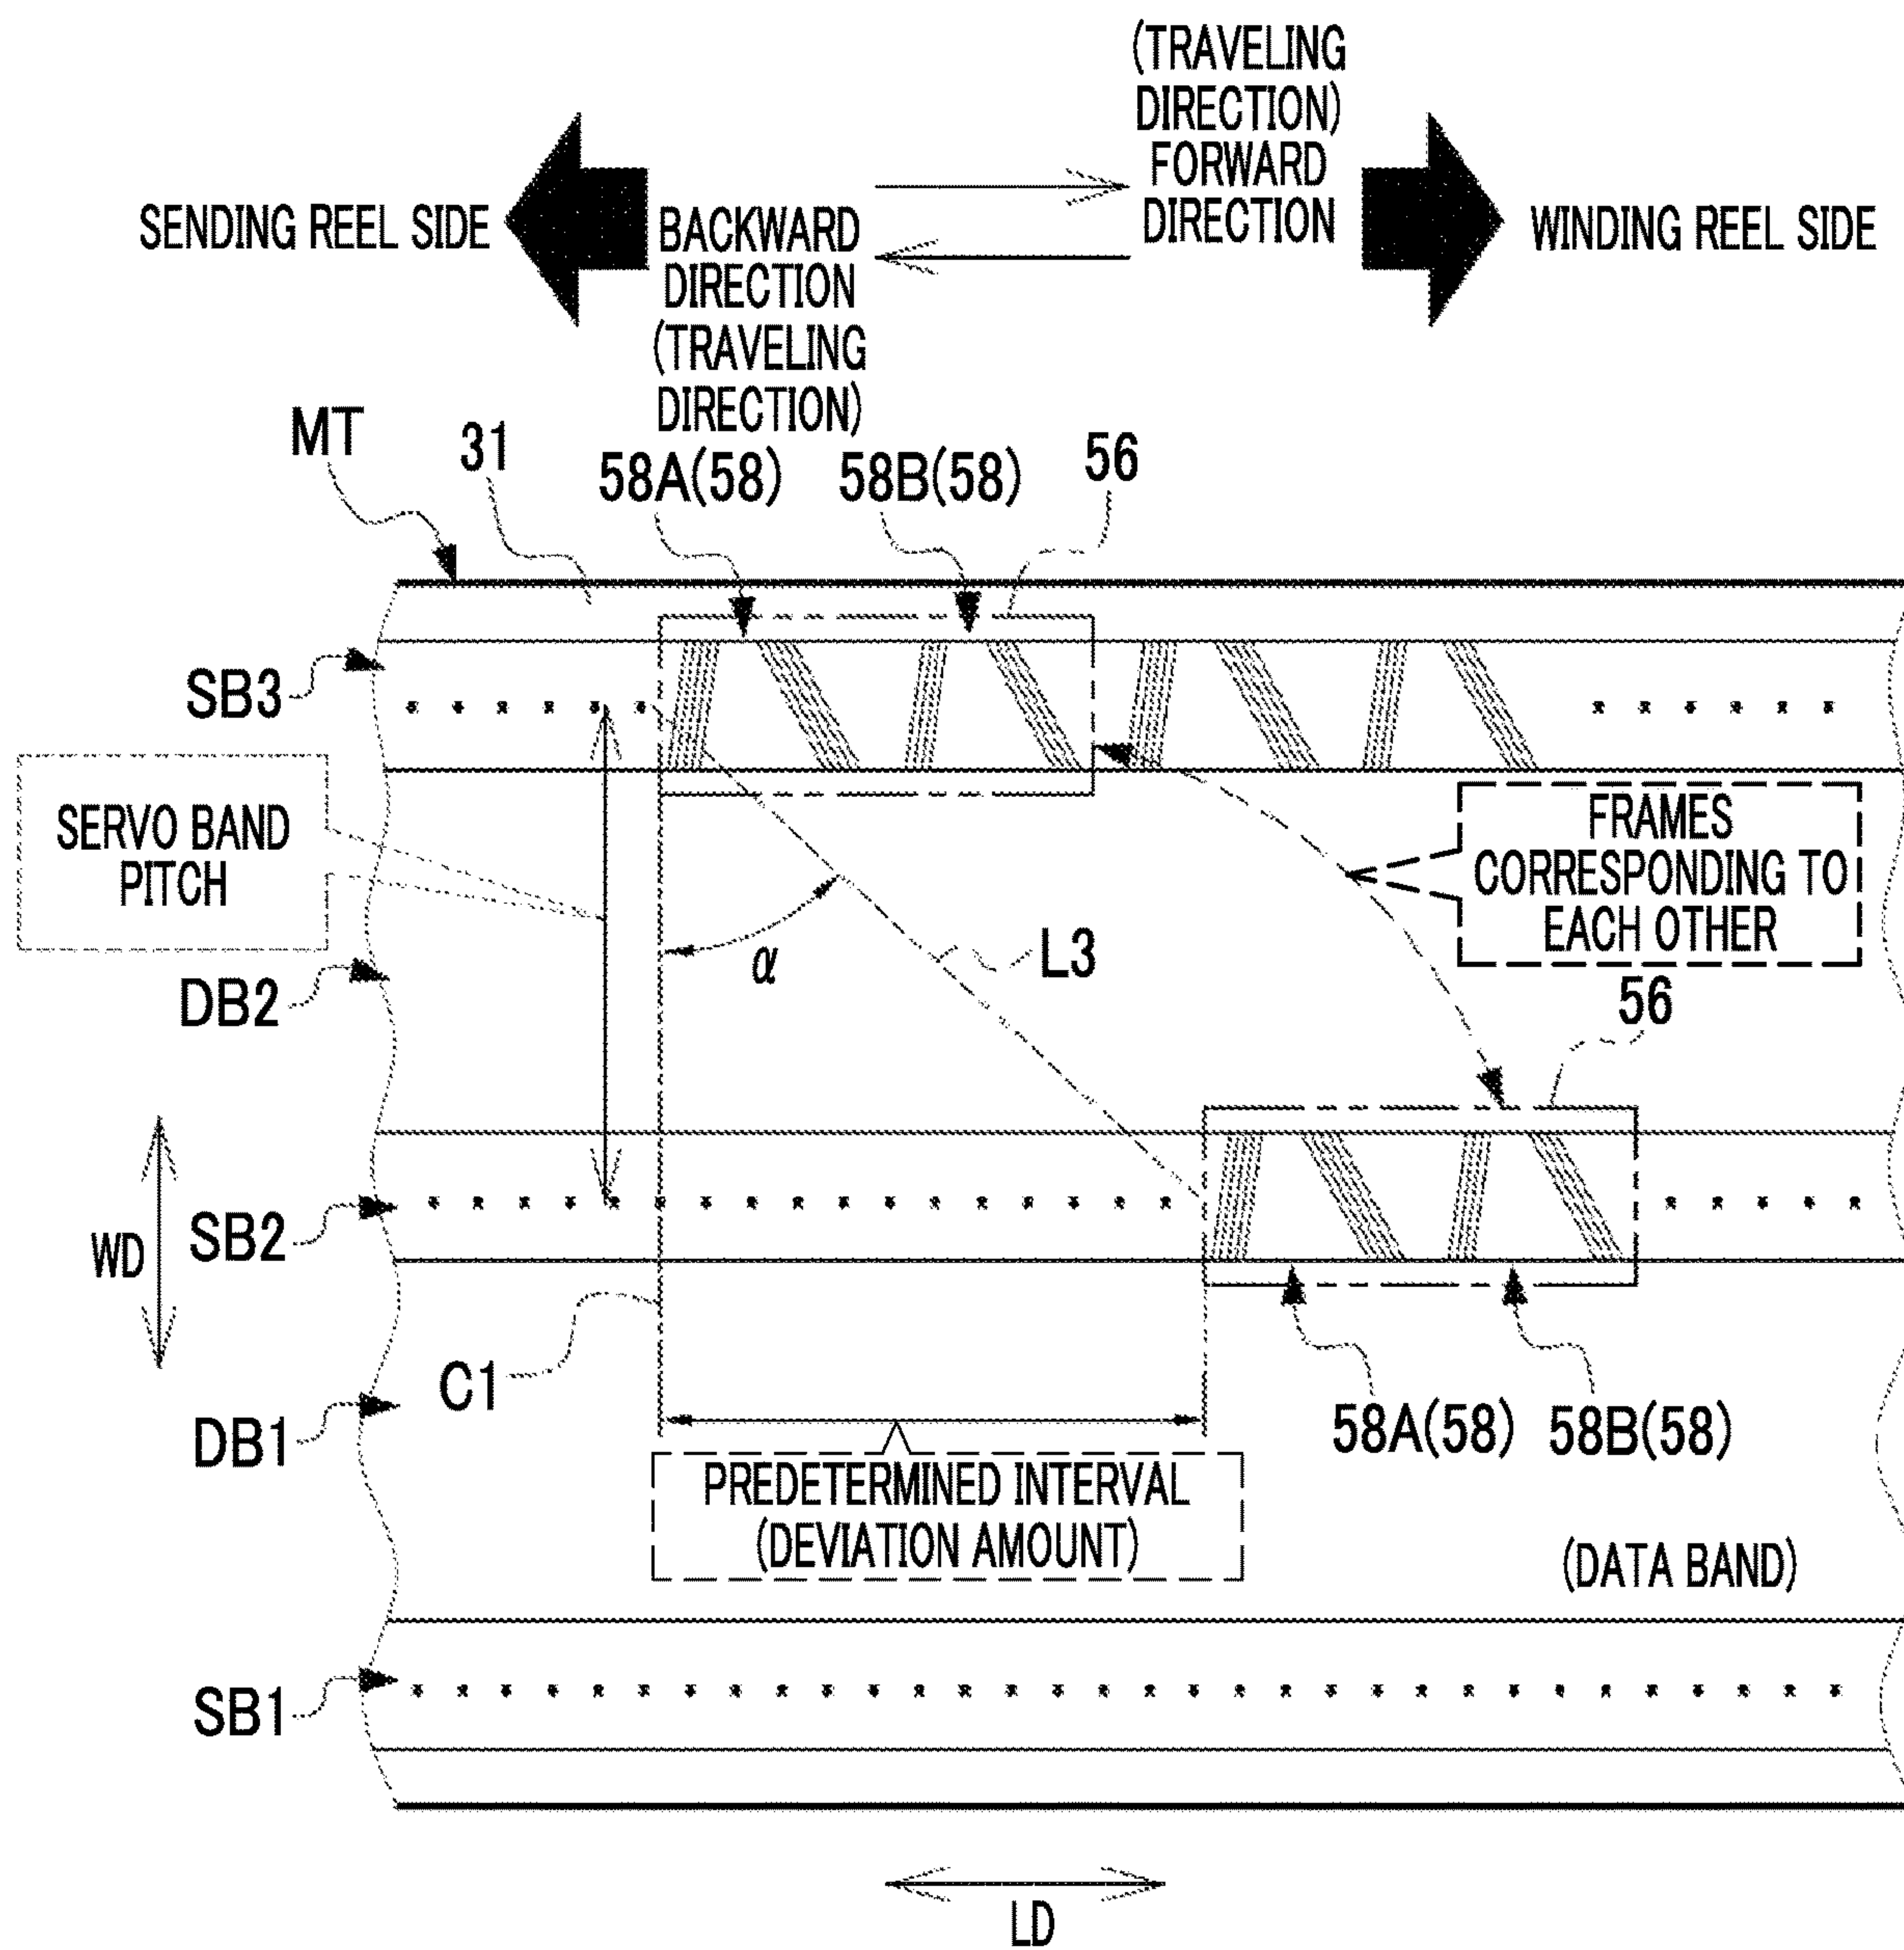 (TRAVELING
DIRECTION)
FORWARD
DIRECTION
SENDING REEL SIDE
BACKWARD
DIRECTION
(TRAVELING
DIRECTION)
WINDING REEL SIDE
MT
31
58A(58)
58B(58)
56
SB3
SERVO BAND
PITCH
FRAMES
CORRESPONDING TO
EACH OTHER
α
L3
DB2
56
WD
SB2
C1
DB1
58A(58)
58B(58)
PREDETERMINED INTERVAL
(DEVIATION AMOUNT)
(DATA BAND)
SB1
LD